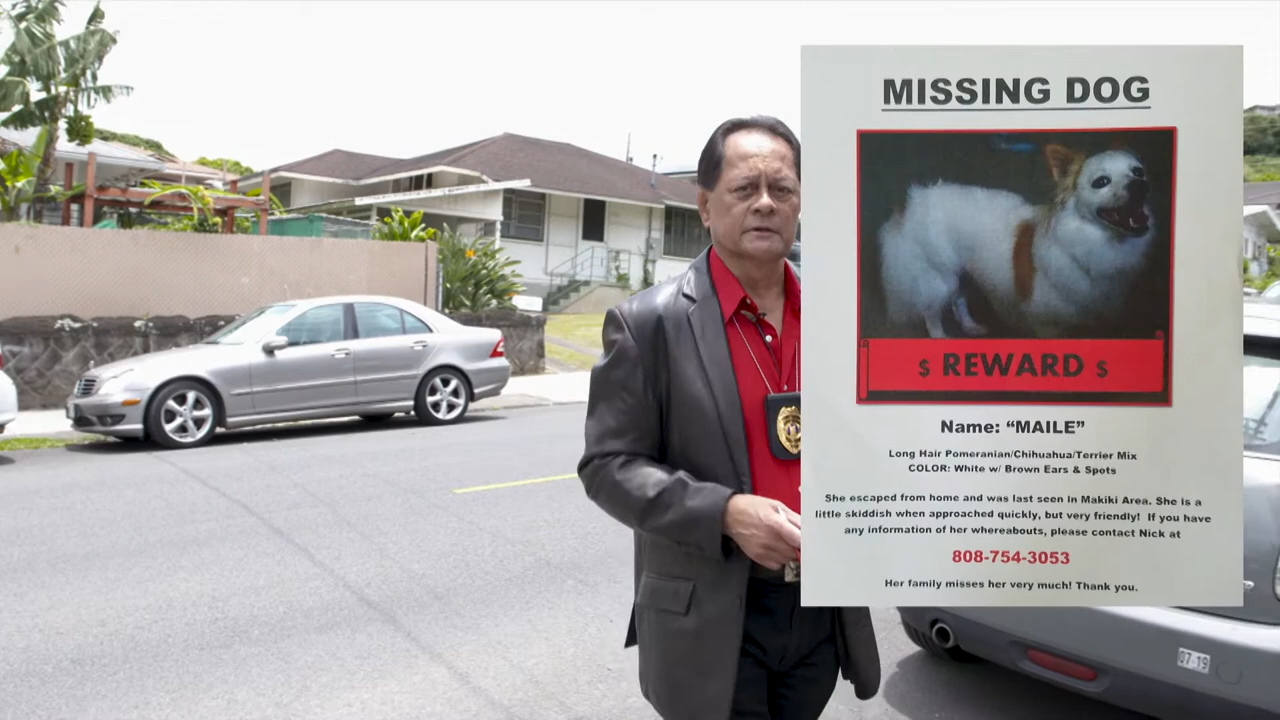 MISSING DOG
$ REWARD $
Name: “MAILE”
Long Hair Pomeranian/Chihuahua/Terrier Mix
COLOR: White w/ Brown Ears & Spots
She escaped from home and was last seen in Makiki Area. She is a
little skiddish when approached quickly, but very friendly! If you have
any information of her whereabouts, please contact Nick at
808-754-3053
Her family misses her very much! Thank you.
07-19